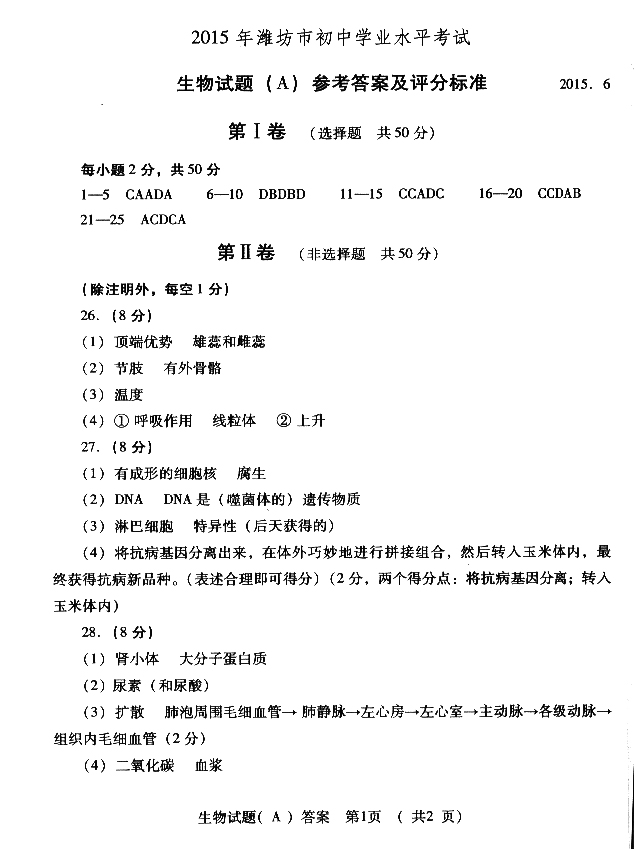 2015 年潍坊市初中学业水平考试
生物试题（A）参考答案及评分标准 2015．6
第 Ⅰ 卷 （选择题 共 50 分）
每小题 2 分，共 50 分
1—5 CAADA 6—10 DBDBD 11—15 CCADC 16—20 CCDAB
21—25 ACDCA
第 Ⅱ 卷 （非选择题 共 50 分）
（除注明外，每空 1 分）
26．（8 分）
（1）顶端优势 雄蕊和雌蕊
（2）节肢 有外骨骼
（3）温度
（4）① 呼吸作用 线粒体 ② 上升
27．（8 分）
（1）有成形的细胞核 腐生
（2）DNA DNA 是（噬菌体的）遗传物质
（3）淋巴细胞 特异性（后天获得的）
（4）将抗病基因分离出来，在体外巧妙地进行拼接组合，然后转入玉米体内，最
终获得抗病新品种。（表述合理即可得分）（2 分，两个得分点：将抗病基因分离；转入
玉米体内）
28．（8 分）
（1）肾小体 大分子蛋白质
（2）尿素（和尿酸）
（3）扩散 肺泡周围毛细血管→ 肺静脉→左心房→左心室→主动脉→各级动脉→
组织内毛细血管（2 分）
（4）二氧化碳 血浆
生物试题（ A ）答案 第1页 （ 共2 页）